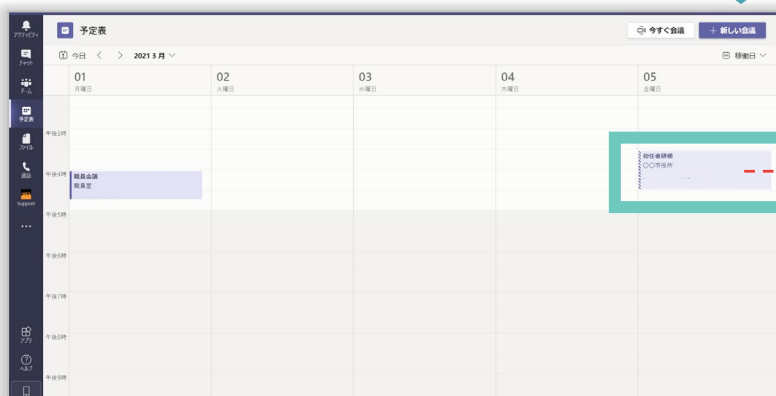 アクティビティ
チャット
チーム
予定表
ファイル
通話
Support
アプリ
ヘルプ
予定表
今すぐ会議
+ 新しい会議
今日 < > 2021 3 月
稼働日
01
月曜日
02
火曜日
03
水曜日
04
木曜日
05
金曜日
午後3時
午後4時
午後5時
午後6時
午後7時
午後8時
午後9時
職員会議
職員室
初任者研修
〇〇市役所